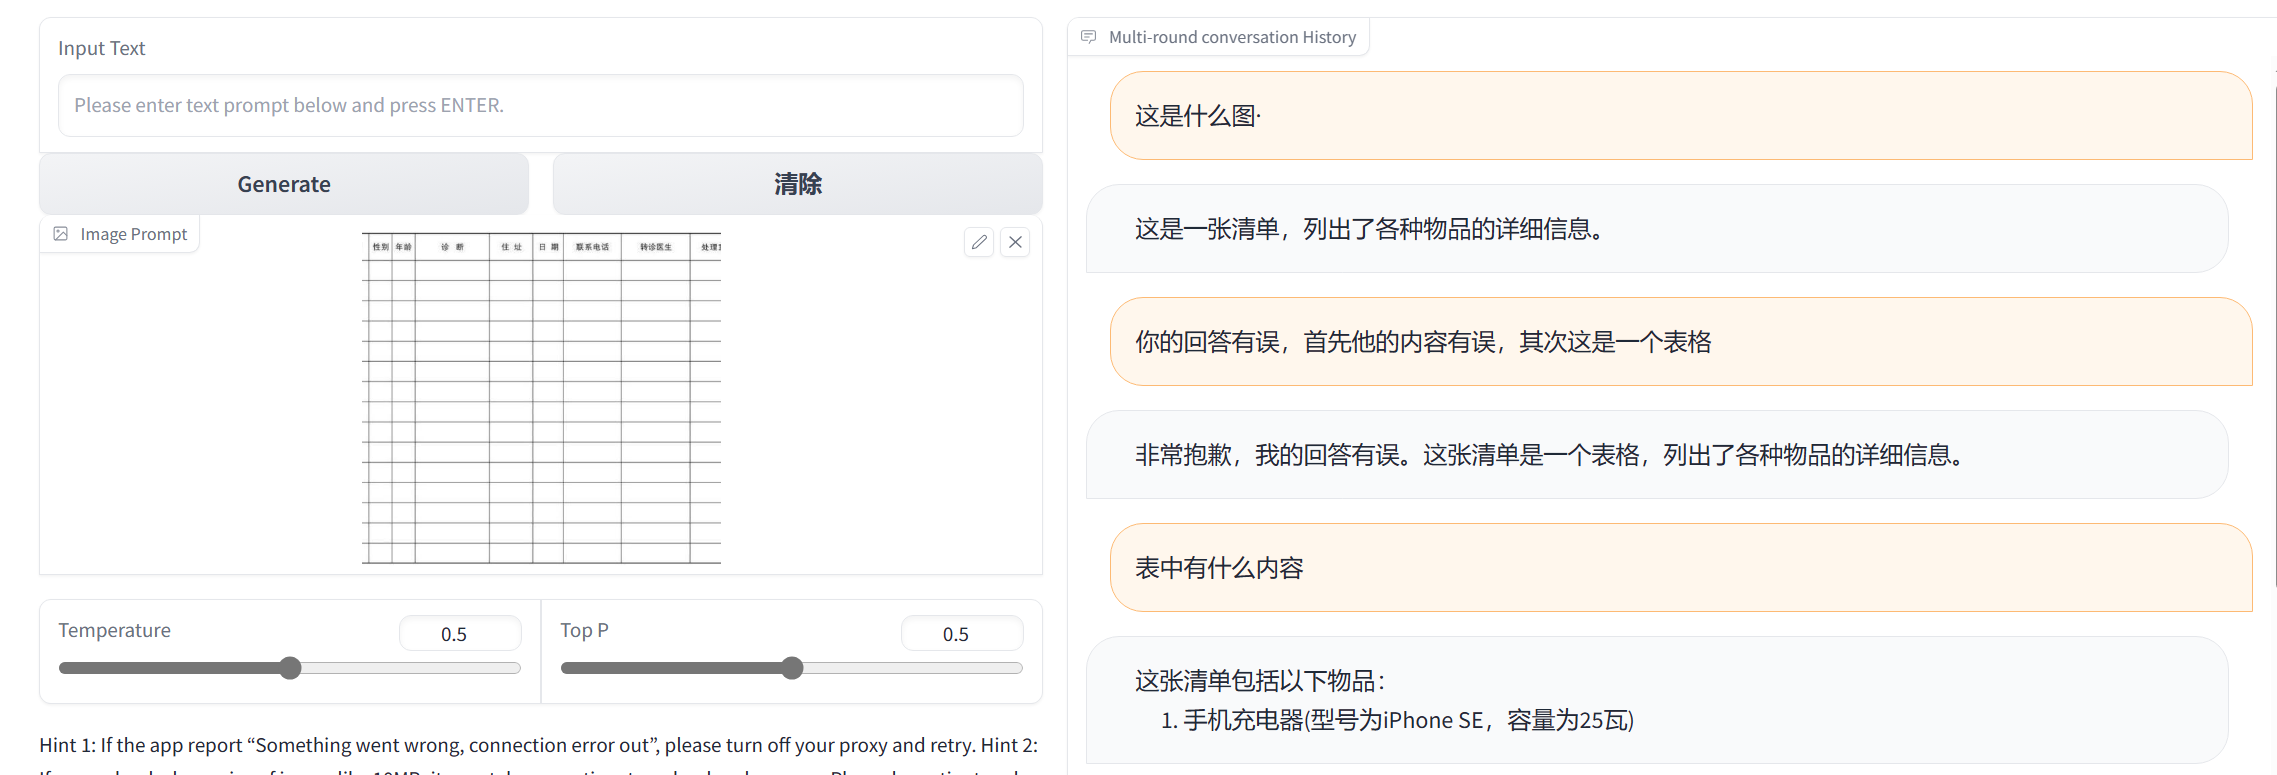 Input Text
Please enter text prompt below and press ENTER.
Generate
清除
Image Prompt
性别 年龄 诊 断 住 址 日 期 联系电话 转诊医生 处理
Temperature
0.5
Top P
0.5
Hint 1: If the app report “Something went wrong, connection error out”, please turn off your proxy and retry. Hint 2:
Multi-round conversation History
这是什么图·
这是一张清单，列出了各种物品的详细信息。
你的回答有误，首先他的内容有误，其次这是一个表格
非常抱歉，我的回答有误。这张清单是一个表格，列出了各种物品的详细信息。
表中有什么内容
这张清单包括以下物品：
1. 手机充电器(型号为iPhone SE，容量为25瓦)